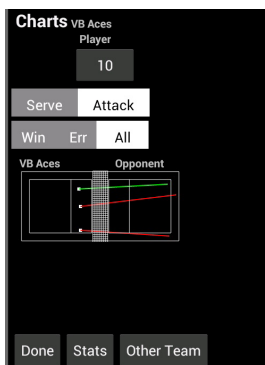 Charts VB Aces
Player
10
Serve Attack
Win Err All
VB Aces Opponent
Done Stats Other Team